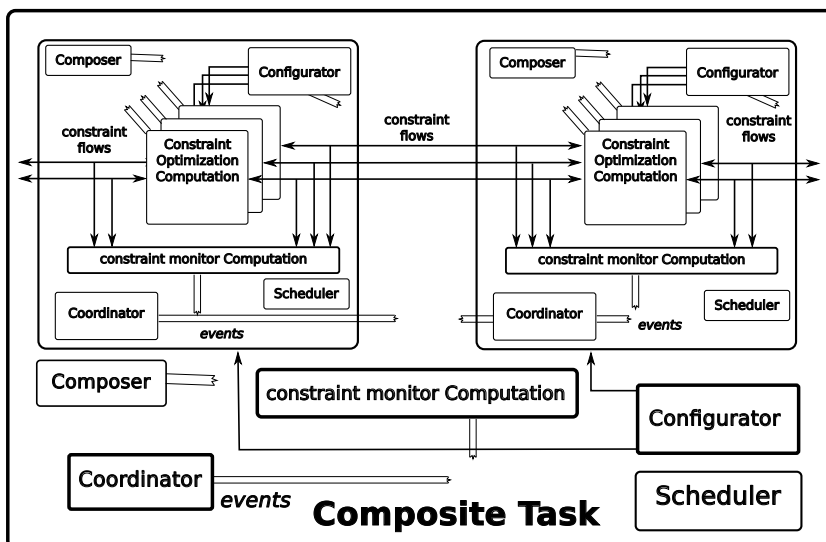 Composer
Configurator
constraint
flows
Constraint
Optimization
Computation
constraint monitor Computation
Scheduler
Coordinator
events
constraint
flows
Composer
Configurator
constraint
flows
Constraint
Optimization
Computation
constraint monitor Computation
Scheduler
Coordinator
events
Composer
constraint monitor Computation
Configurator
Coordinator
events
Composite Task
Scheduler